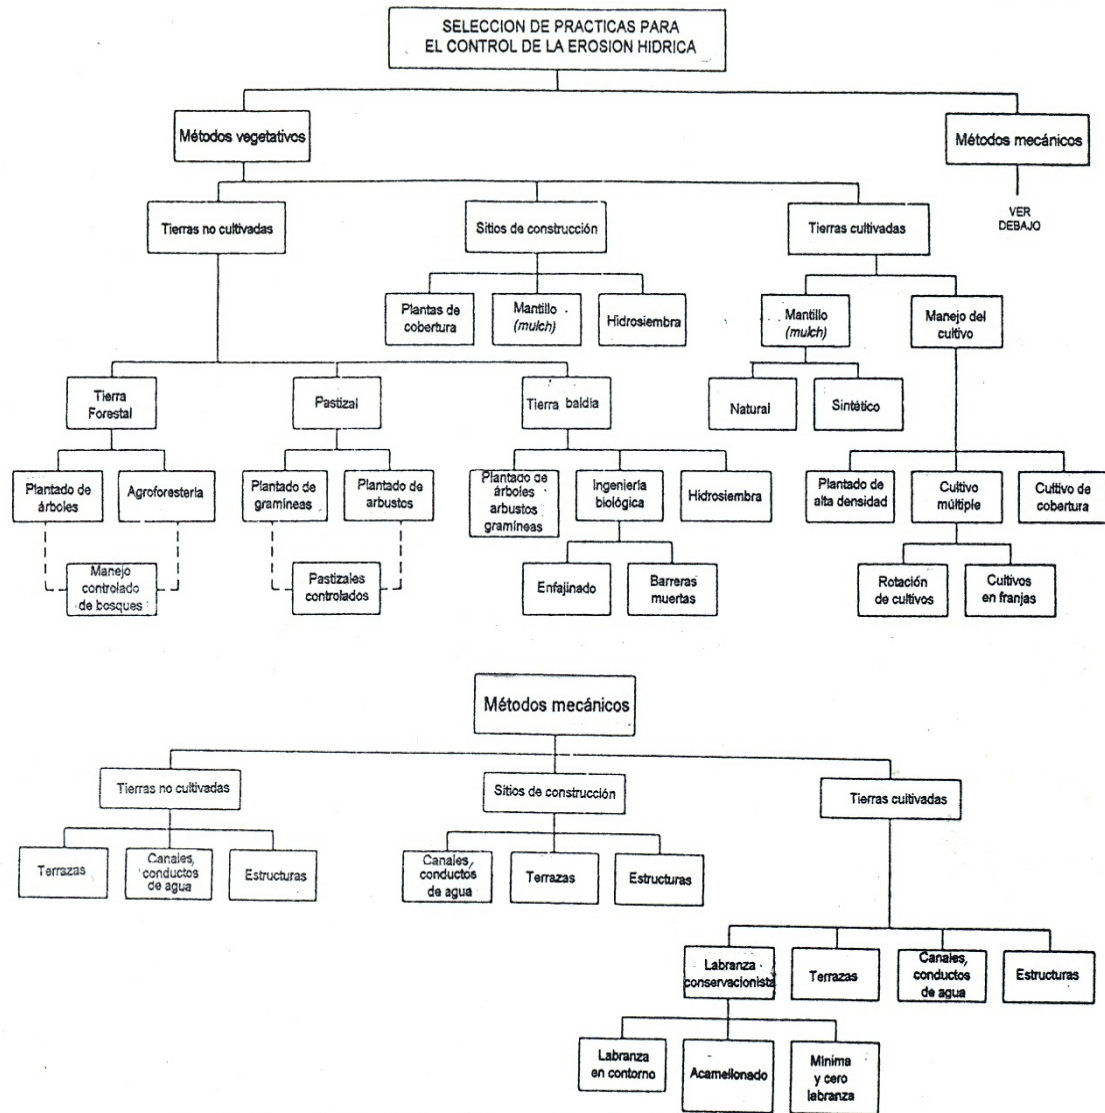 SELECCION DE PRACTICAS PARA
EL CONTROL DE LA EROSION HIDRICA
Métodos vegetativos
Métodos mecánicos
VER
DEBAJO
Tierras no cultivadas
Sitios de construcción
Tierras cultivadas
Plantas de
cobertura
Mantillo
(mulch)
Hidrosiembra
Mantillo
(mulch)
Manejo del
cultivo
Tierra
Forestal
Pastizal
Tierra baldia
Natural
Sintético
Plantado de
árboles
Agroforestería
Plantado de
gramíneas
Plantado de
arbustos
Plantado de
árboles
arbustos
gramíneas
Ingeniería
biológica
Hidrosiembra
Plantado de
alta densidad
Cultivo
múltiple
Cultivo de
cobertura
Manejo
controlado
de bosques
Pastizales
controlados
Enfajinado
Barreras
muertas
Rotación
de cultivos
Cultivos
en franjas
Métodos mecánicos
Tierras no cultivadas
Sitios de construcción
Tierras cultivadas
Terrazas
Canales,
conductos
de agua
Estructuras
Canales,
conductos
de agua
Terrazas
Estructuras
Labranza
conservacionista
Terrazas
Canales,
conductos
de agua
Estructuras
Labranza
en contorno
Acamellonado
Mínima
y cero
labranza